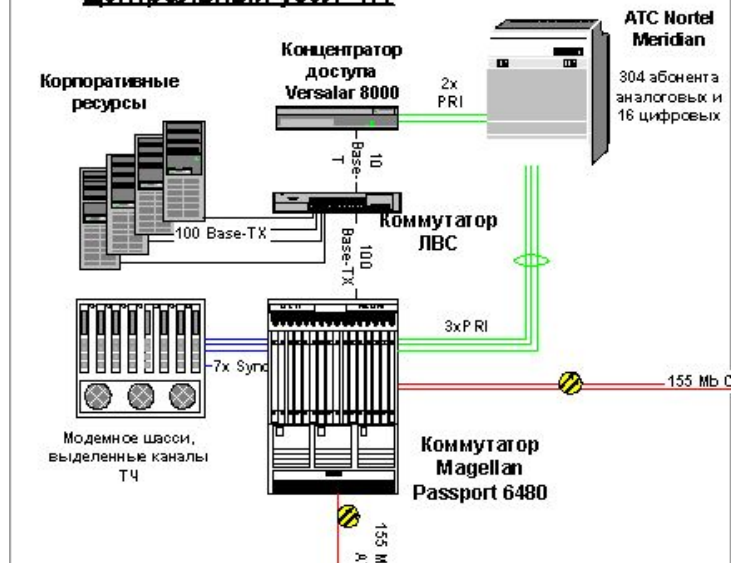 АТС Nortel
Meridian
304 абонента
аналоговых и
16 цифровых
Концентратор
доступа
Versalar 8000
2x
PRI
Корпоративные
ресурсы
10
Base-
T
Коммутатор
ЛВС
100 Base-TX
100
Base-TX
3xPRI
7x Sync
155 Mb
Модемное шасси,
выделенные каналы
ТЧ
Коммутатор
Magellan
Passport 6480
155